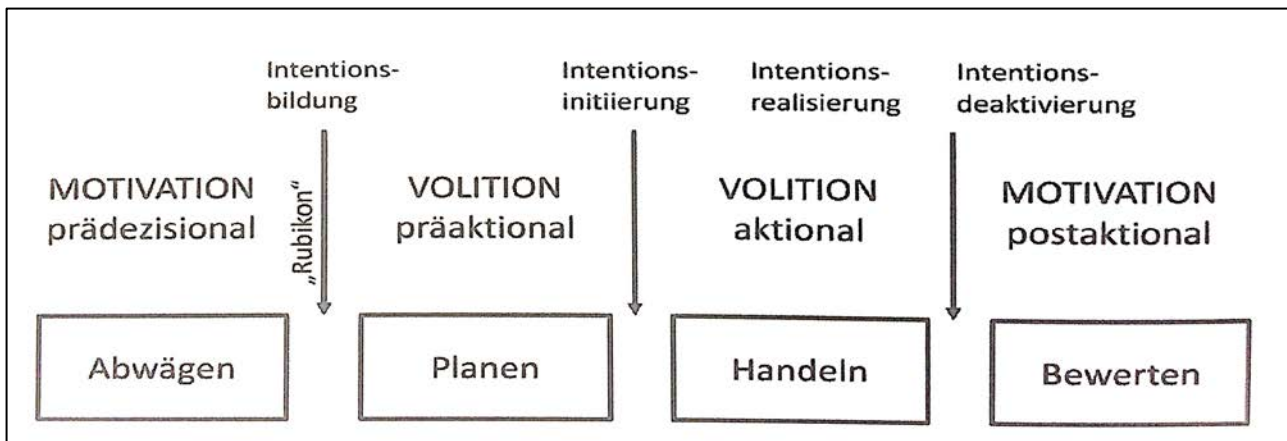 Intentions-
bildung
Intentions-
initiierung
Intentions-
realisierung
Intentions-
deaktivierung
MOTIVATION
prädezisional
„Rubikon“
VOLITION
präaktional
VOLITION
aktional
MOTIVATION
postaktional
Abwägen
Planen
Handeln
Bewerten